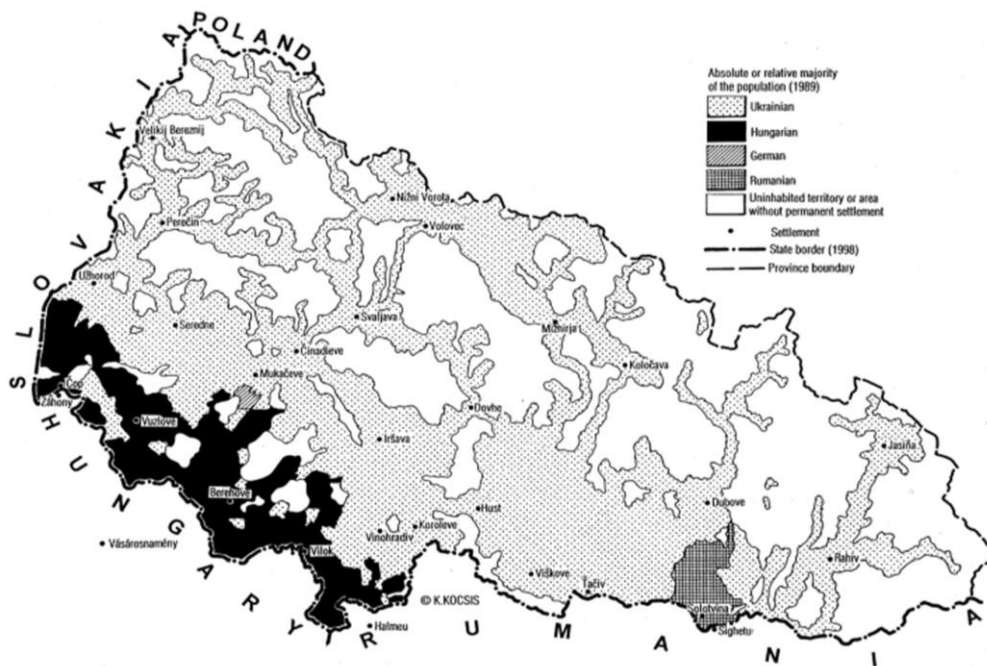 POLAND
SLOVAKIA
HUNGARY
RUMANIA
Absolute or relative majority
of the population (1989)
Ukrainian
Hungarian
German
Rumanian
Uninhabited territory or area
without permanent settlement
Settlement
State border (1998)
Province boundary
Velikij Bereznij
Nižni Vorota
Perečin
Volovec
Užhorod
Seredne
Svaljava
Mižhirja
Činadieve
Koločava
Mukačeve
Čop
Záhony
Vuzlove
Dovhe
Iršava
Jasiňa
Berehove
Hust
Dubove
Vinohradiv
Koroleve
Vásárosnamény
Vilok
Viškove
Tačiv
Rahiv
Solotvina
Sighetu
Halmeu
© K.KOCSIS